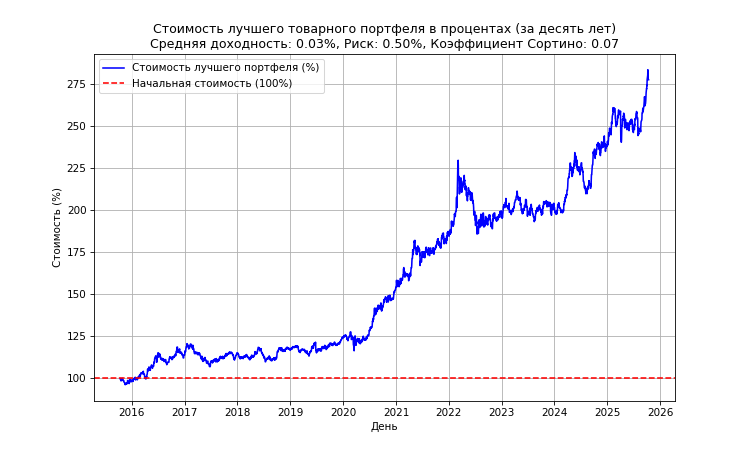 Стоимость лучшего товарного портфеля в процентах (за десять лет)
Средняя доходность: 0.03%, Риск: 0.50%, Коэффициент Сортино: 0.07
Стоимость лучшего портфеля (%)
Начальная стоимость (100%)
Стоимость (%)
275
250
225
200
175
150
125
100
2016 2017 2018 2019 2020 2021 2022 2023 2024 2025 2026
День